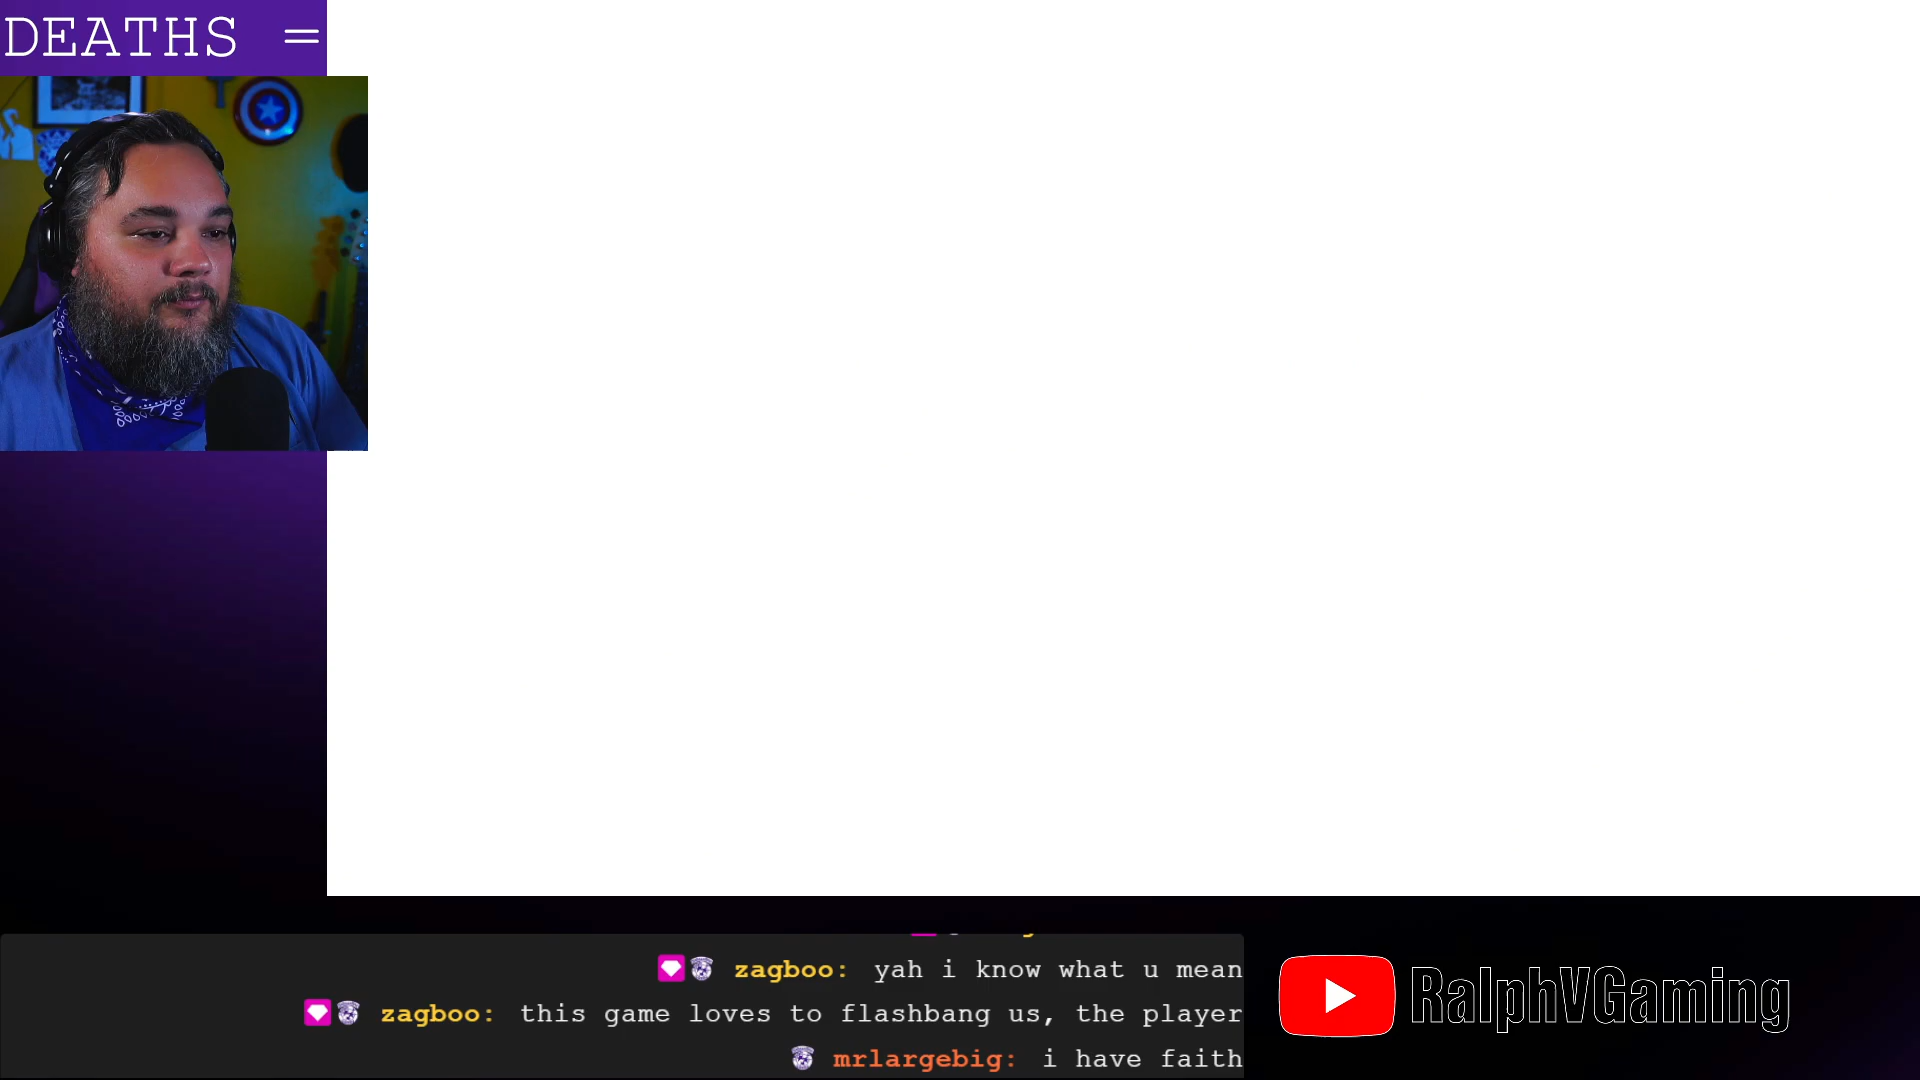 DEATHS =
zagboo: yah i know what u mean
zagboo: this game loves to flashbang us, the player
mrlargebig: i have faith
RalphVGaming